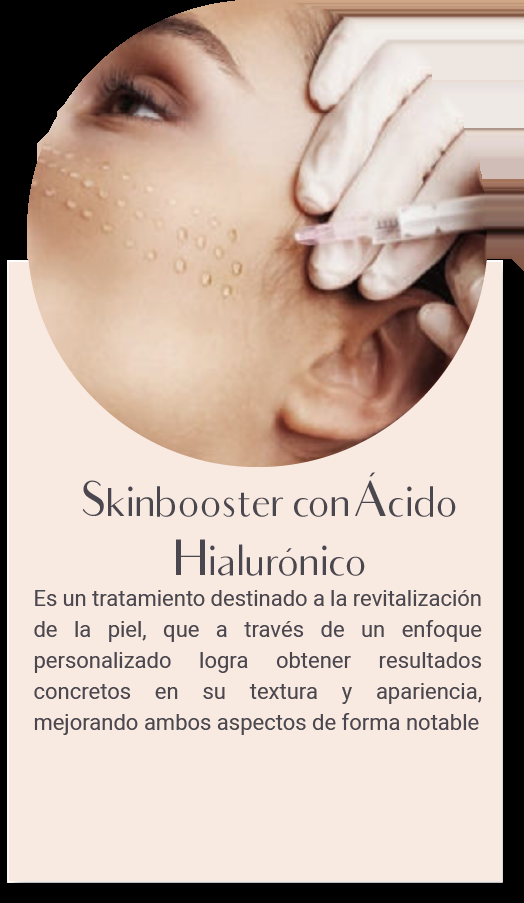 Skinbooster con Ácido
Hialurónico
Es un tratamiento destinado a la revitalización
de la piel, que a través de un enfoque
personalizado logra obtener resultados
concretos en su textura y apariencia,
mejorando ambos aspectos de forma notable